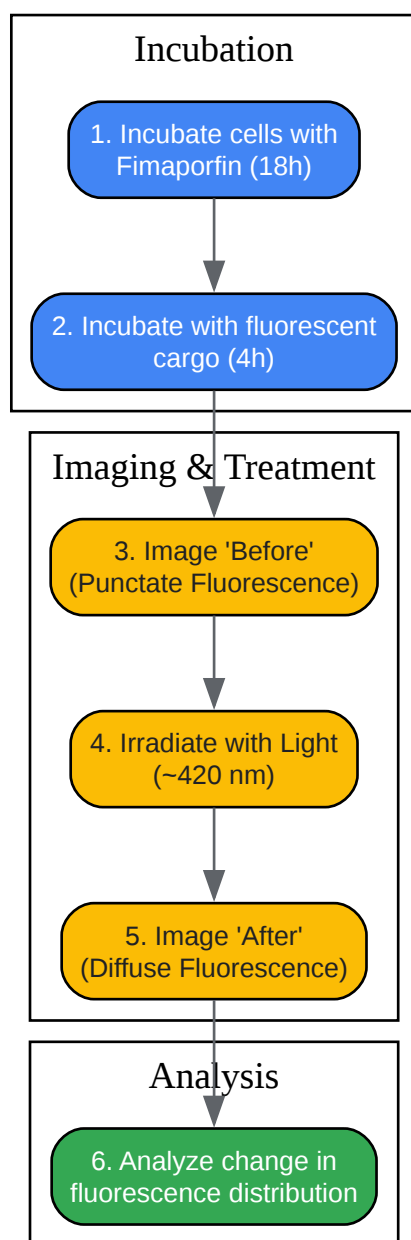 Incubation
1. Incubate cells with
Fimaporfin (18h)
2. Incubate with fluorescent
cargo (4h)
Imaging & Treatment
3. Image 'Before'
(Punctate Fluorescence)
4. Irradiate with Light
(~420 nm)
5. Image 'After'
(Diffuse Fluorescence)
Analysis
6. Analyze change in
fluorescence distribution